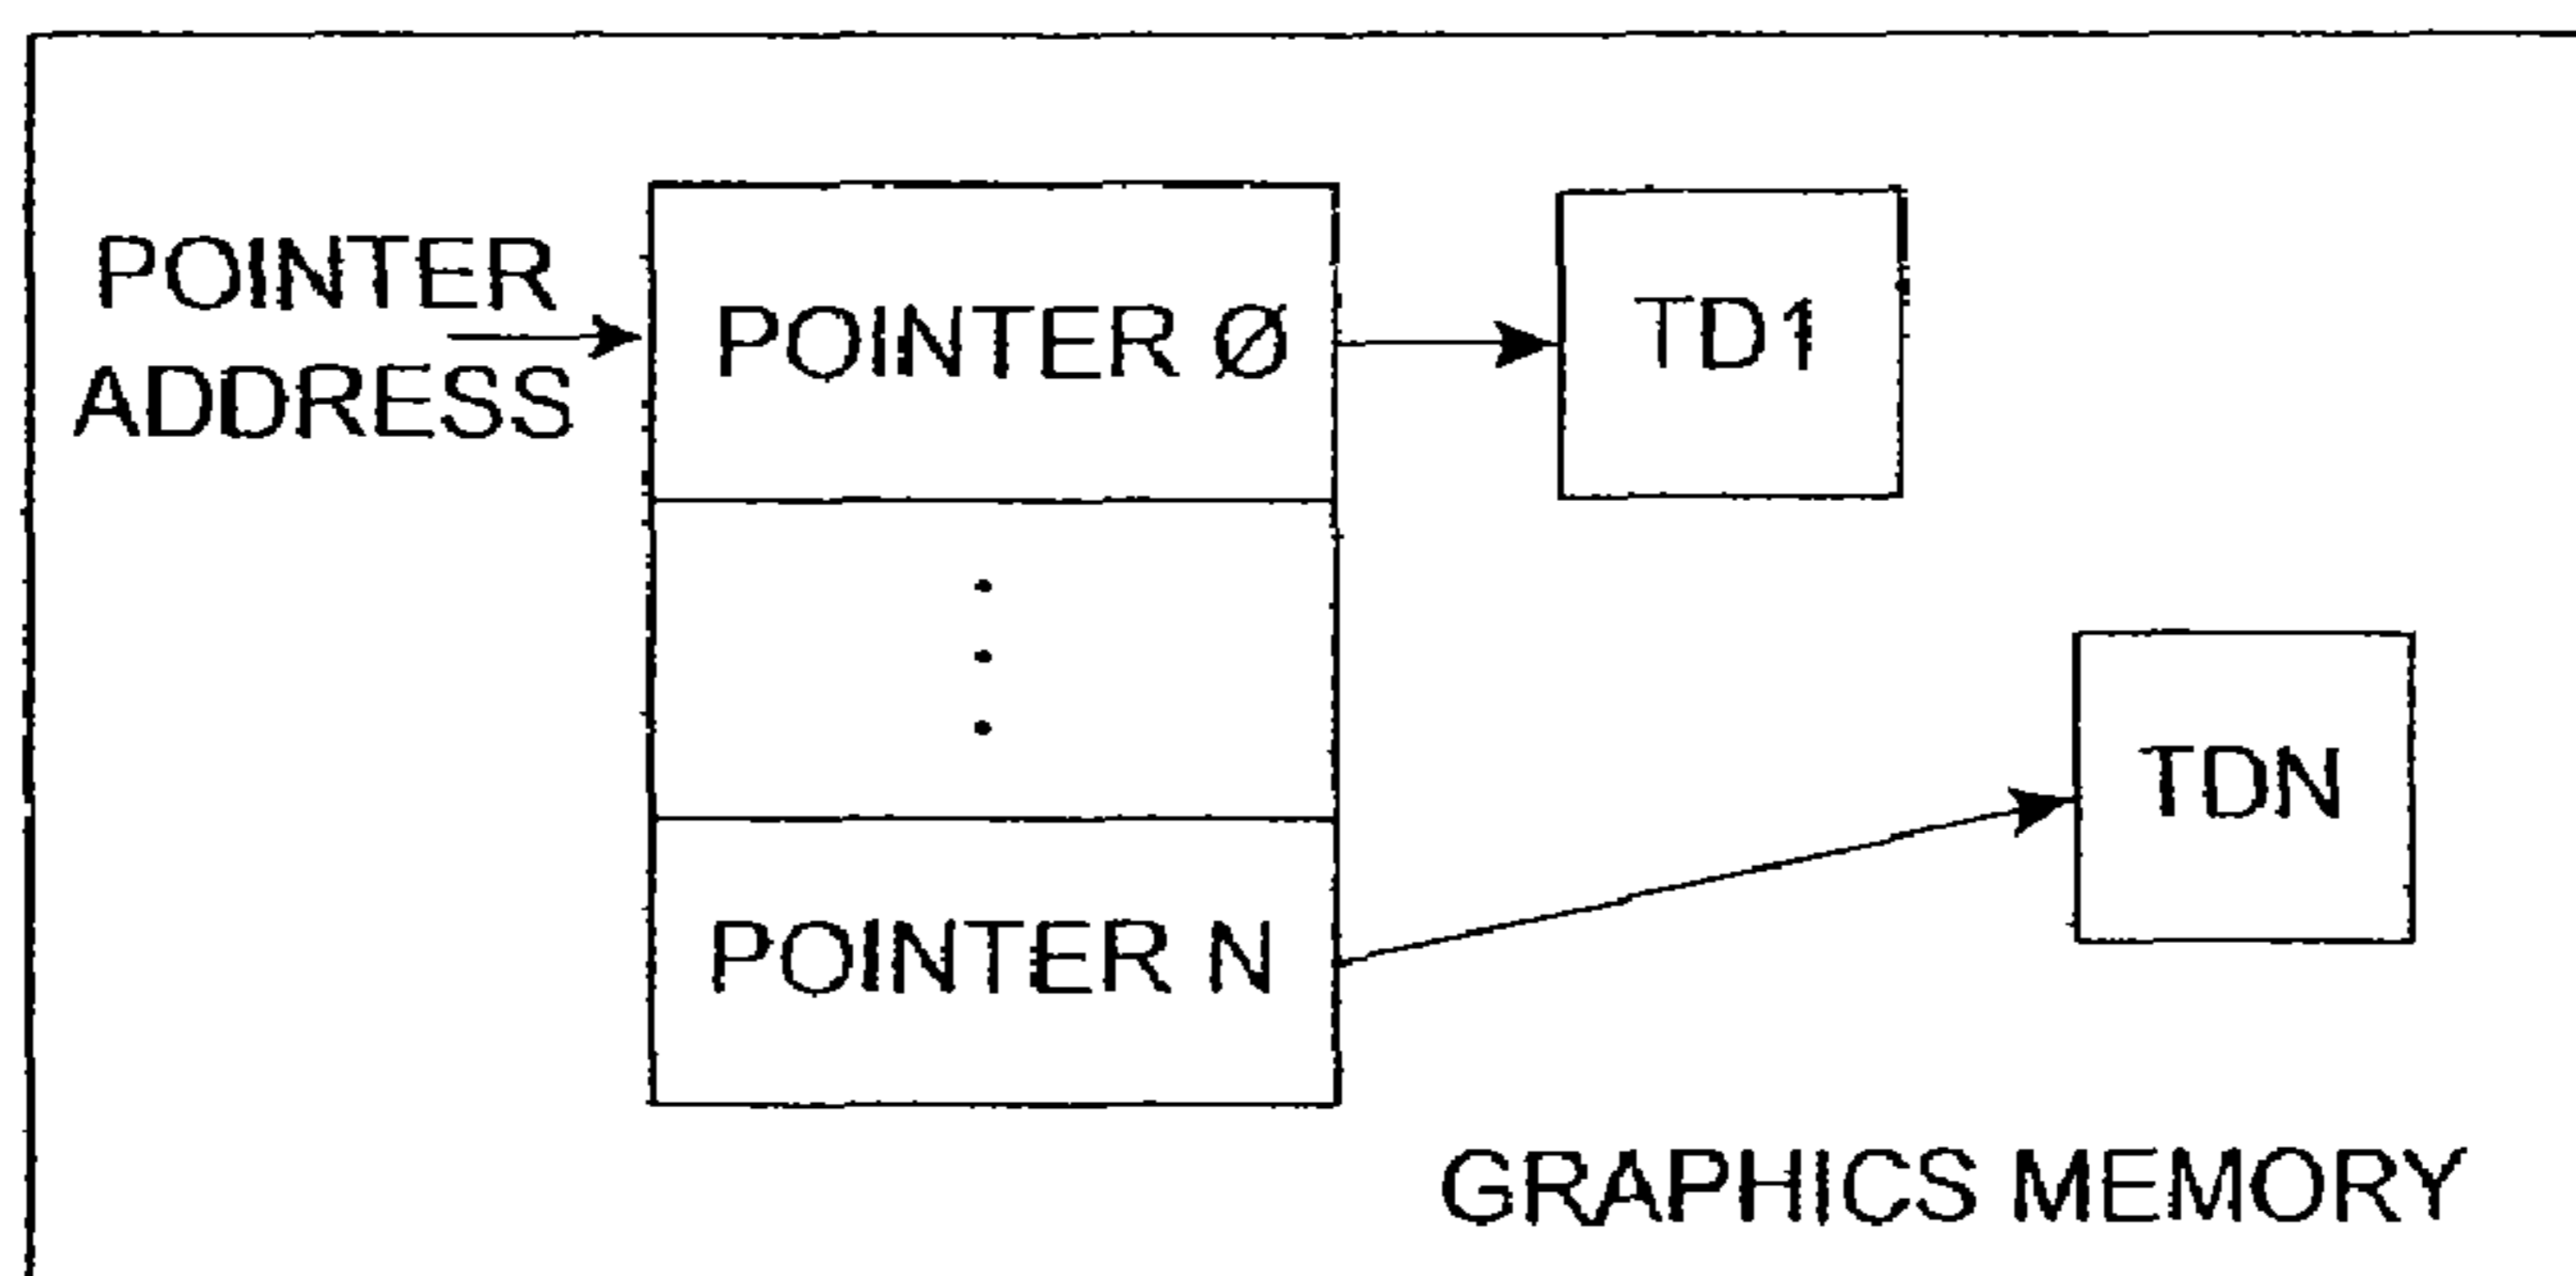 POINTER
ADDRESS
POINTER Ø
TD1
TDN
POINTER N
GRAPHICS MEMORY